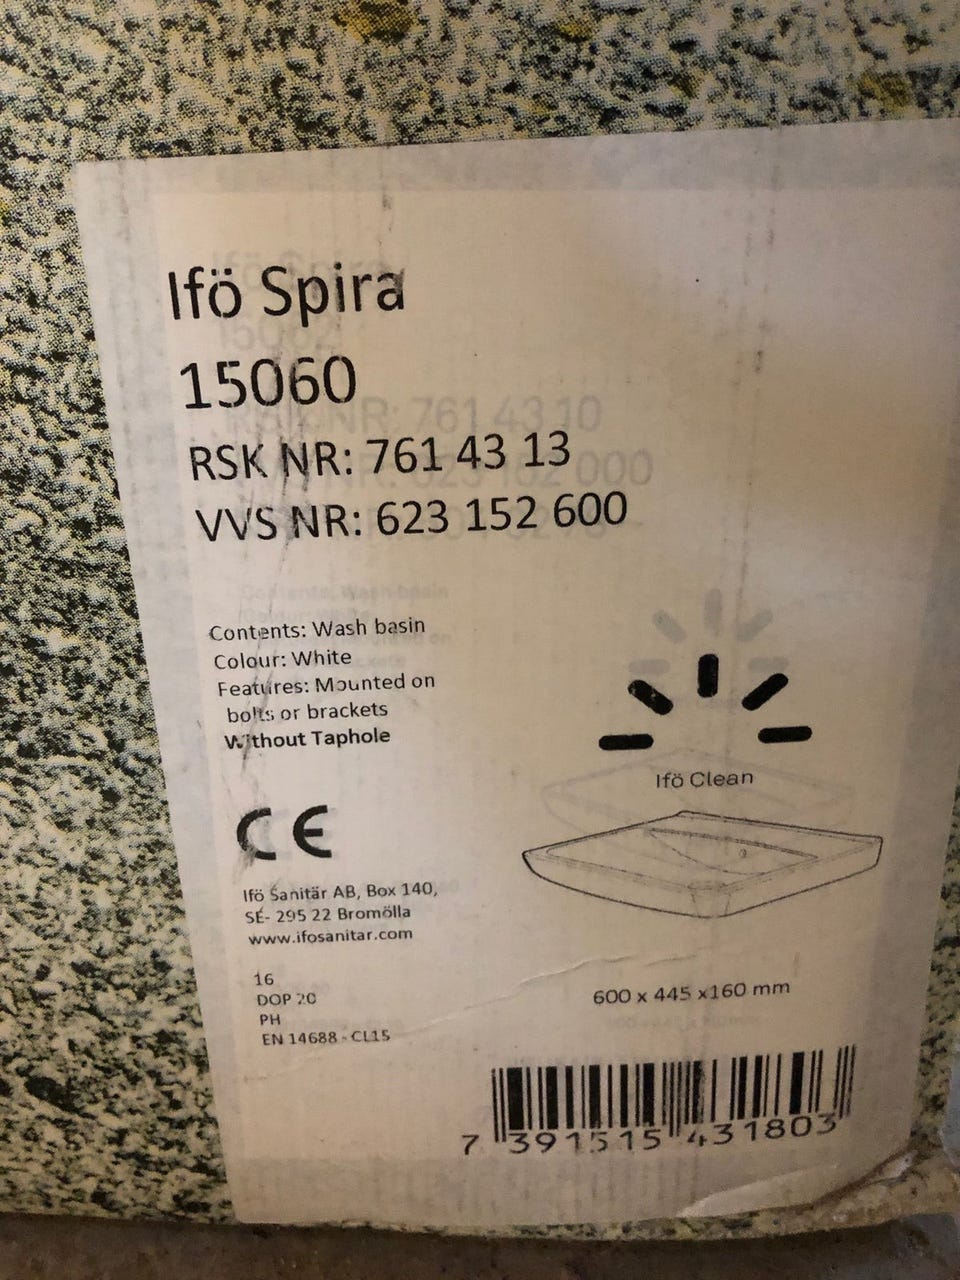 Ifö Spira
15060
RSK NR: 761 43 13
VVS NR: 623 152 600
Contents: Wash basin
Colour: White
Features: Mounted on
bolts or brackets
Without Taphole
CE
Ifö Clean
Ifö Sanitär AB, Box 140,
SE- 295 22 Bromölla
www.ifosanitar.com
16
DOP 20
PH
EN 14688 - CL15
600 x 445 x160 mm
7 391515 431803